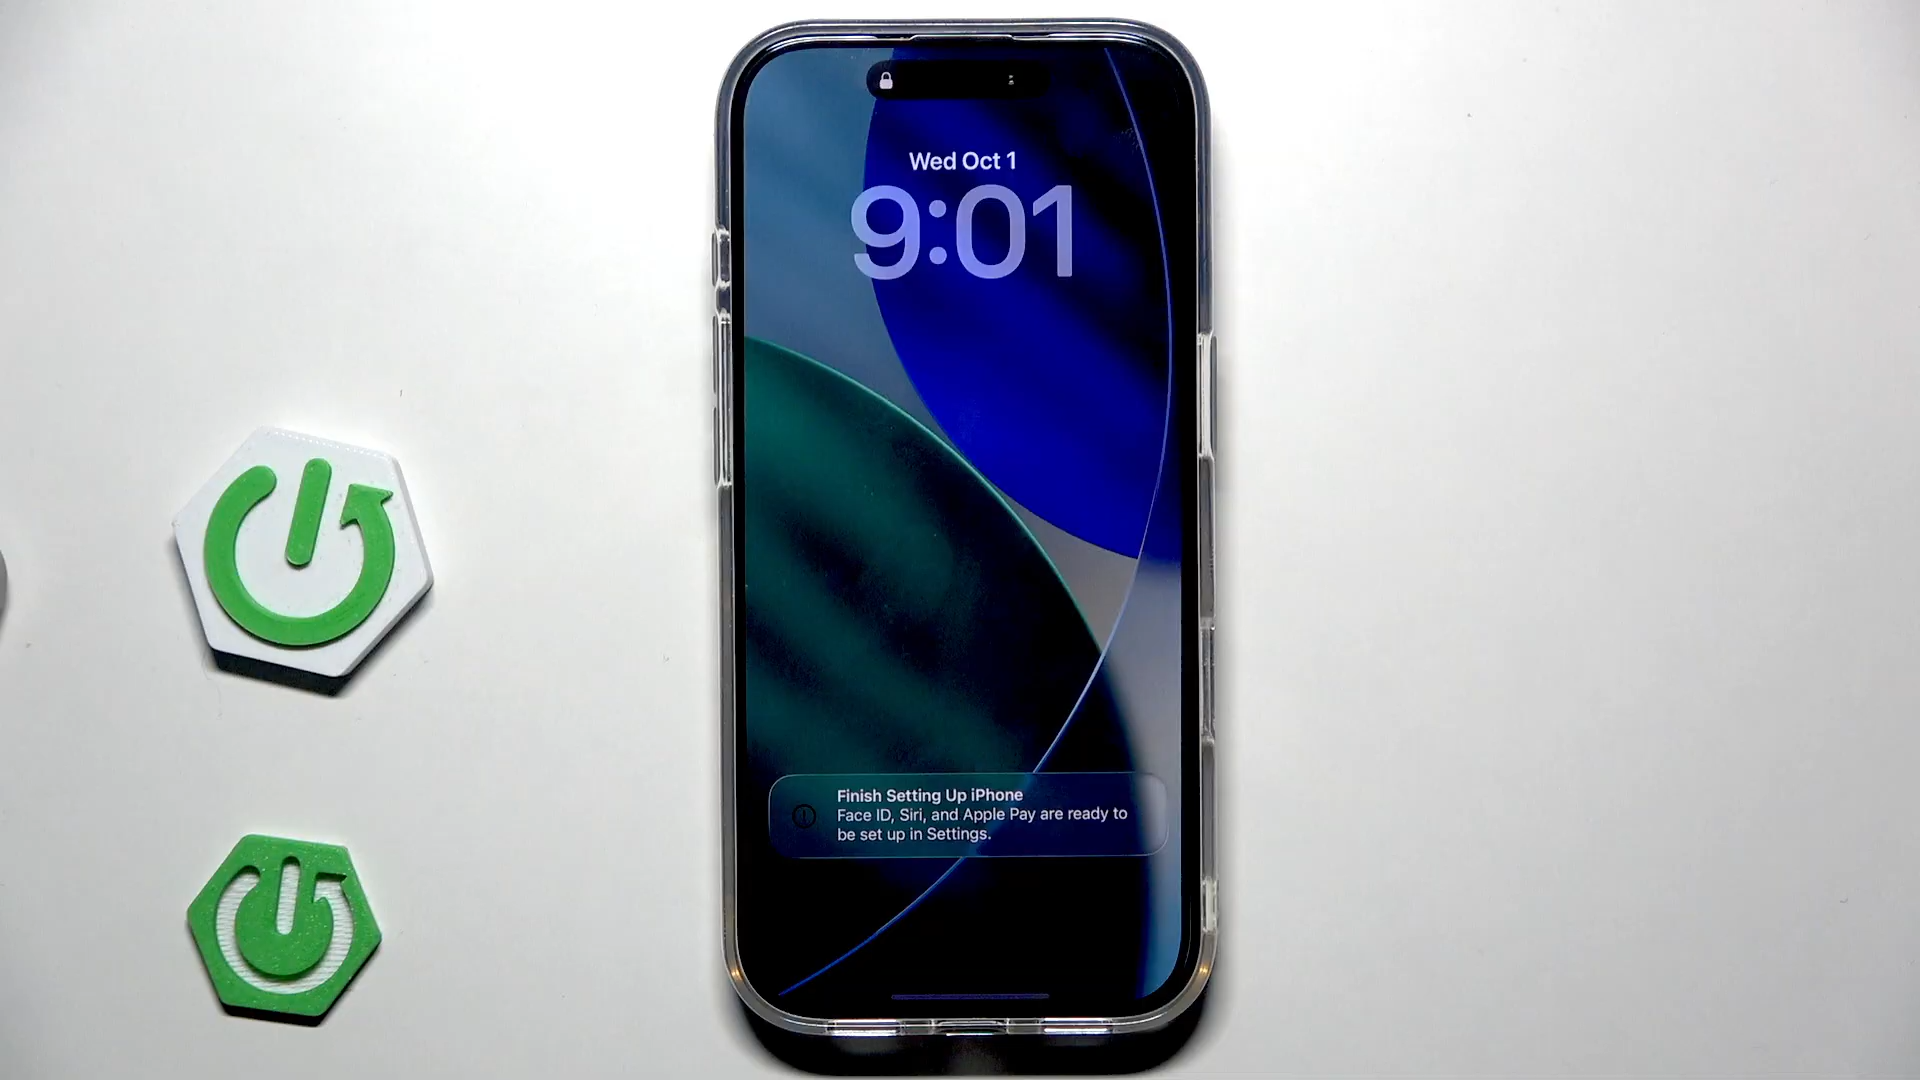 Wed Oct 1
9:01
Finish Setting Up iPhone
Face ID, Siri, and Apple Pay are ready to
be set up in Settings.